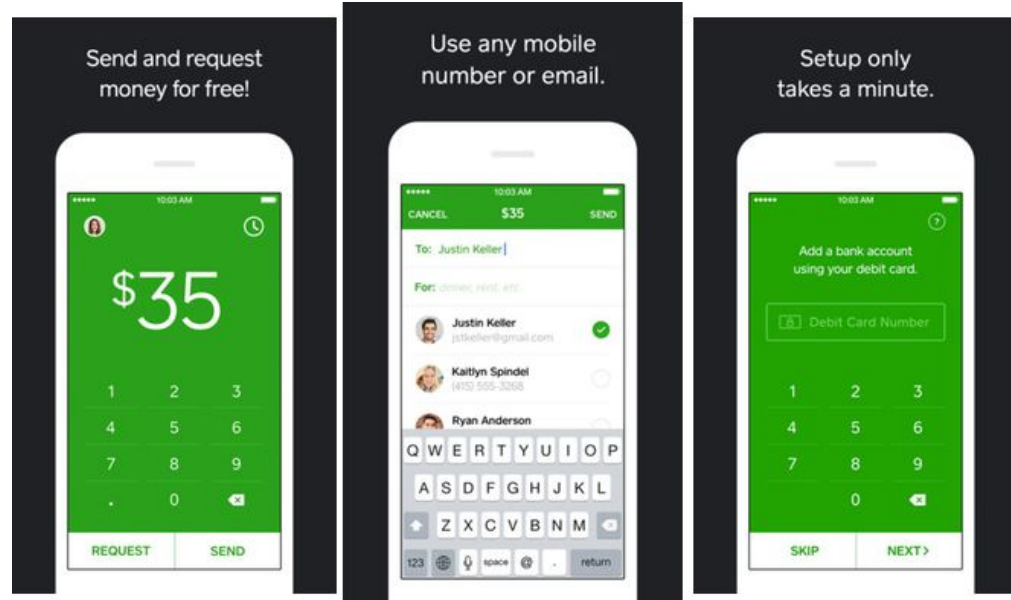 Send and request
money for free!
10:03 AM
$35
1 2 3
4 5 6
7 8 9
. 0
REQUEST SEND
Use any mobile
number or email.
10:03 AM
CANCEL $35 SEND
To: Justin Keller
For: dinner, rent, etc.
Justin Keller
jstkeller@gmail.com
Kaitlyn Spindel
(415) 555-3268
Ryan Anderson
Q W E R T Y U I O P
A S D F G H J K L
Z X C V B N M
123 space @ . return
Setup only
takes a minute.
10:03 AM
?
Add a bank account
using your debit card.
Debit Card Number
1 2 3
4 5 6
7 8 9
0
SKIP NEXT >